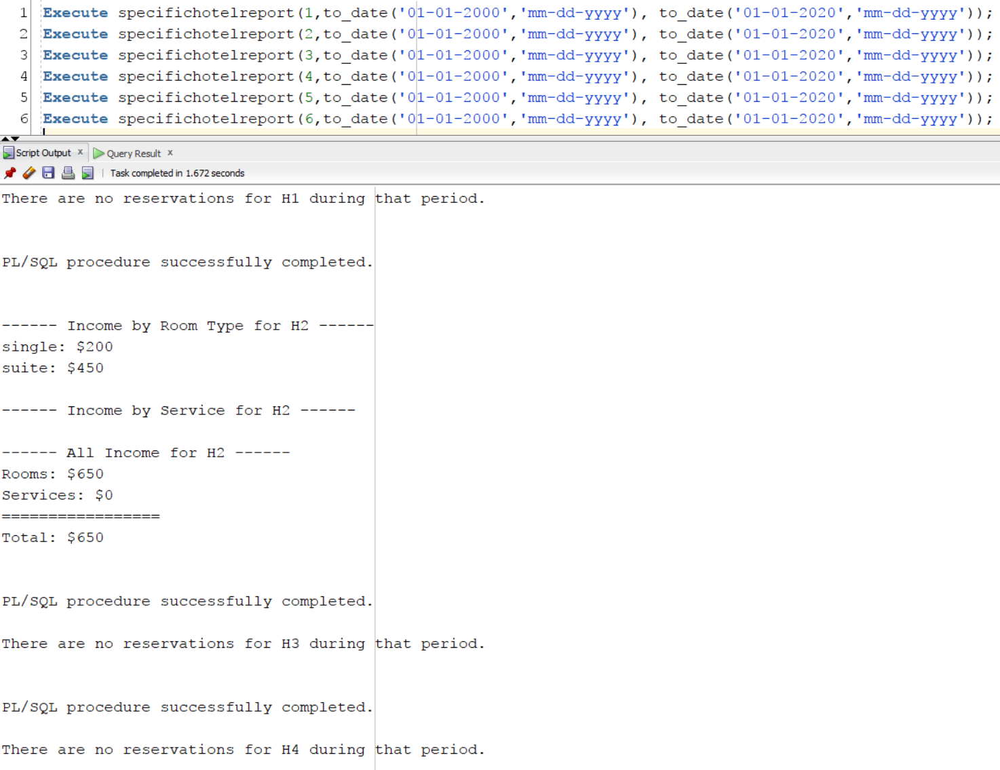 1 Execute specifichotelreport(1,to_date('01-01-2000','mm-dd-yyyy'), to_date('01-01-2020','mm-dd-yyyy'));
2 Execute specifichotelreport(2,to_date('01-01-2000','mm-dd-yyyy'), to_date('01-01-2020','mm-dd-yyyy'));
3 Execute specifichotelreport(3,to_date('01-01-2000','mm-dd-yyyy'), to_date('01-01-2020','mm-dd-yyyy'));
4 Execute specifichotelreport(4,to_date('01-01-2000','mm-dd-yyyy'), to_date('01-01-2020','mm-dd-yyyy'));
5 Execute specifichotelreport(5,to_date('01-01-2000','mm-dd-yyyy'), to_date('01-01-2020','mm-dd-yyyy'));
6 Execute specifichotelreport(6,to_date('01-01-2000','mm-dd-yyyy'), to_date('01-01-2020','mm-dd-yyyy'));
Script Output x Query Result x
Task completed in 1.672 seconds
There are no reservations for H1 during that period.
PL/SQL procedure successfully completed.
------ Income by Room Type for H2 ------
single: $200
suite: $450
------ Income by Service for H2 ------
------ All Income for H2 ------
Rooms: $650
Services: $0
=================
Total: $650
PL/SQL procedure successfully completed.
There are no reservations for H3 during that period.
PL/SQL procedure successfully completed.
There are no reservations for H4 during that period.